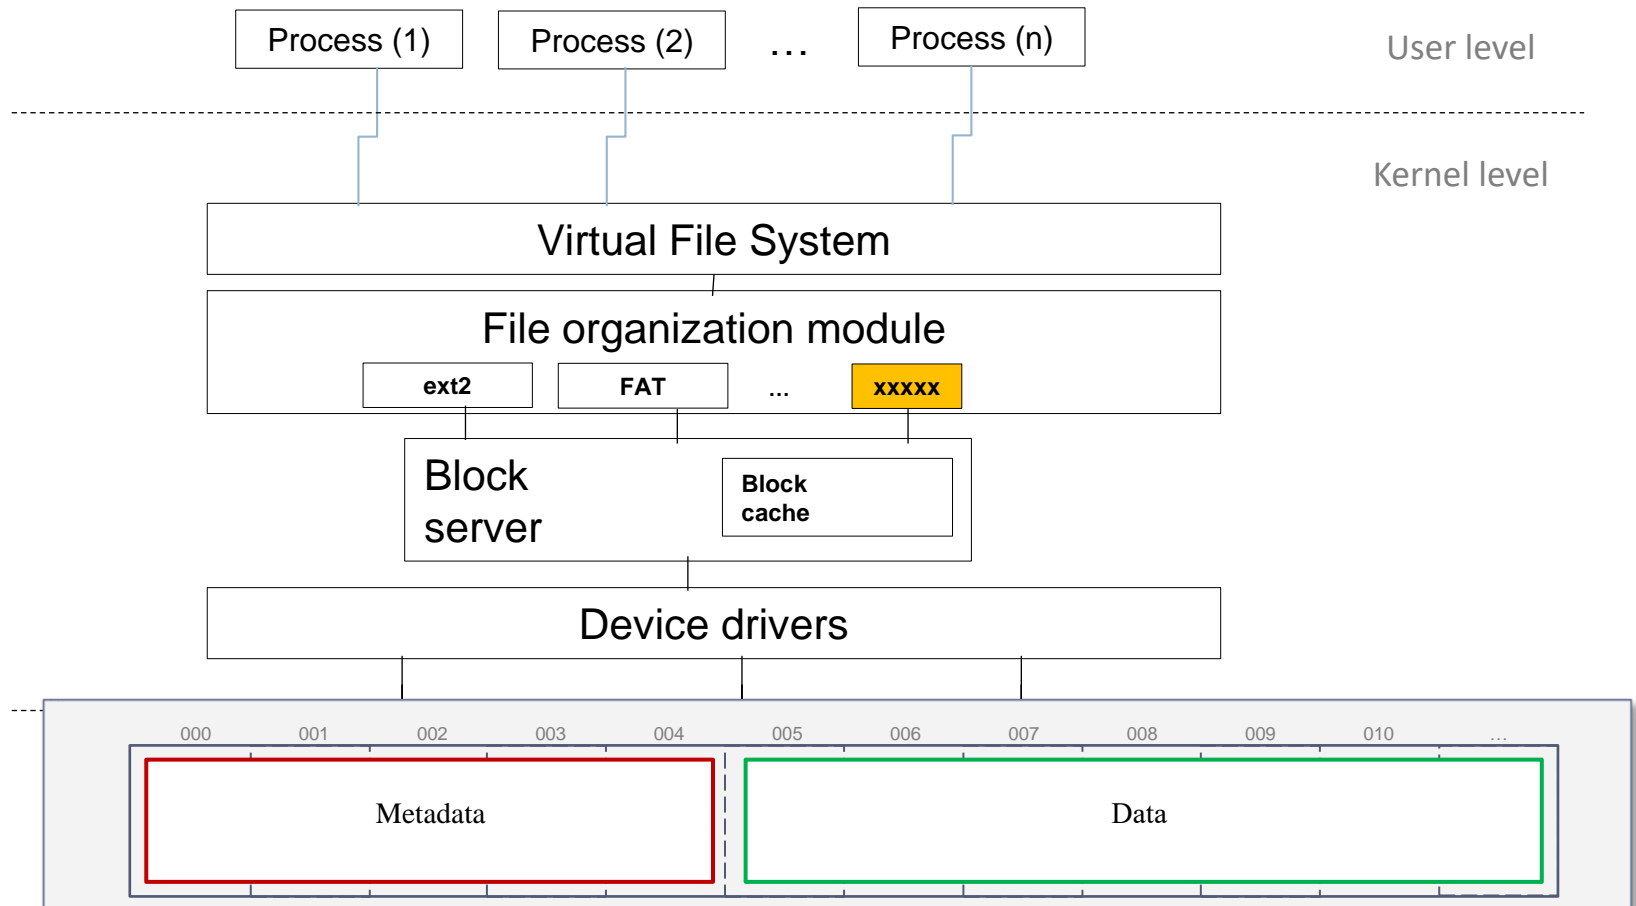 Process (1)
Process (2)
...
Process (n)
User level
Kernel level
Virtual File System
File organization module
ext2
FAT
...
xxxxx
Block
server
Block
cache
Device drivers
000 001 002 003 004 005 006 007 008 009 010 ...
Metadata
Data